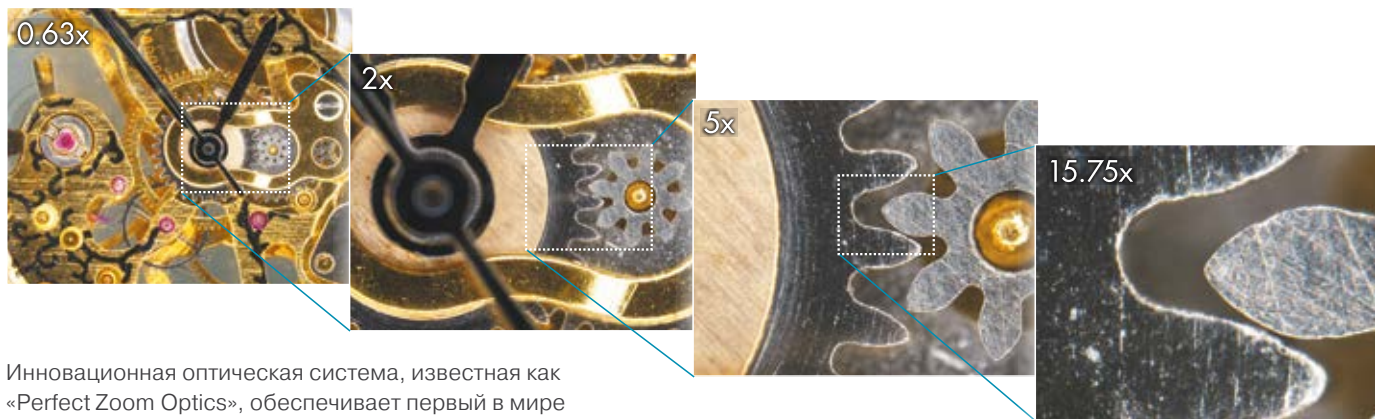 0.63x
2x
5x
15.75x
Инновационная оптическая система, известная как
«Perfect Zoom Optics», обеспечивает первый в мире